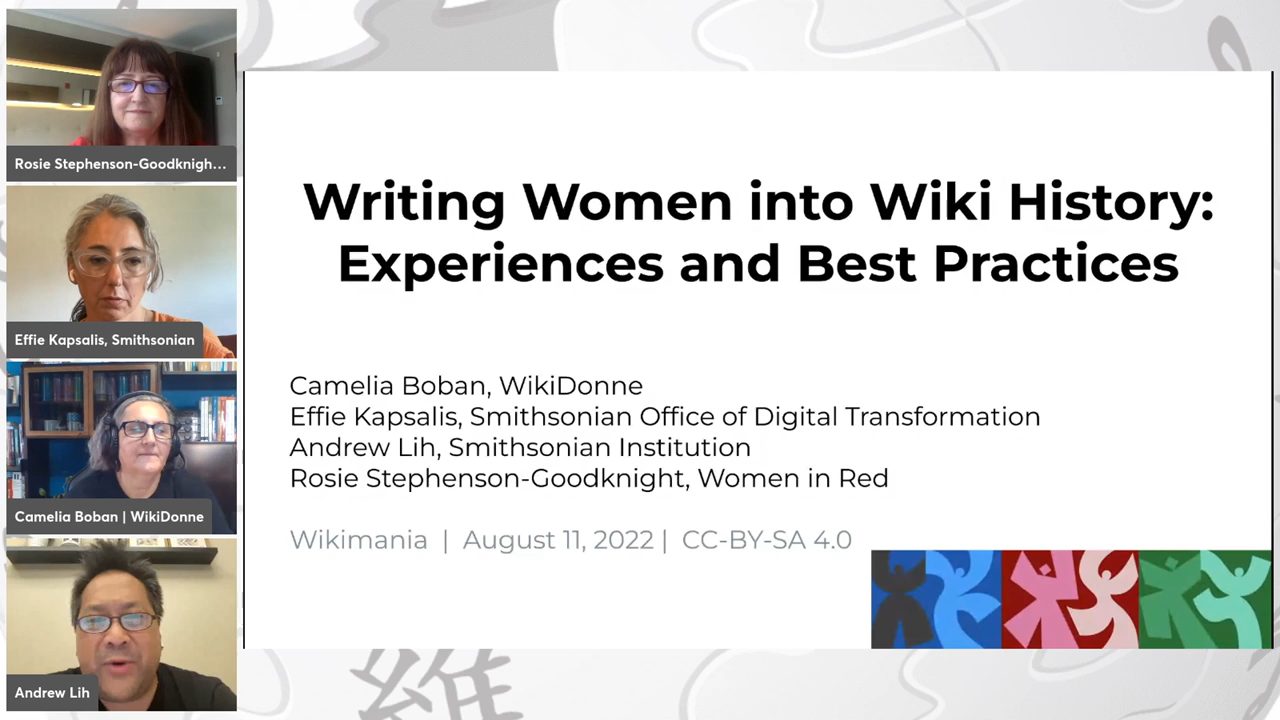 Rosie Stephenson-Goodknigh...
Effie Kapsalis, Smithsonian
Camelia Boban | WikiDonne
Andrew Lih
Writing Women into Wiki History:
Experiences and Best Practices
Camelia Boban, WikiDonne
Effie Kapsalis, Smithsonian Office of Digital Transformation
Andrew Lih, Smithsonian Institution
Rosie Stephenson-Goodknight, Women in Red
Wikimania | August 11, 2022 | CC-BY-SA 4.0
維